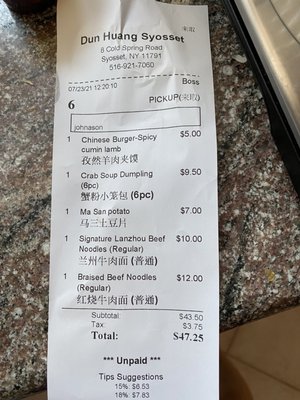 未取
Dun Huang Syosset
6 Cold Spring Road
Syosset, NY 11791
516-921-7060
07/23/21 12:20:10 Boss
6 PICKUP(未取)
johnason
1 Chinese Burger-Spicy $5.00
cumin lamb
孜然羊肉夹馍
1 Crab Soup Dumpling $9.50
(6pc)
蟹粉小笼包 (6pc)
1 Ma San potato $7.00
马三土豆片
1 Signature Lanzhou Beef $10.00
Noodles (Regular)
兰州牛肉面 (普通)
1 Braised Beef Noodles $12.00
(Regular)
红烧牛肉面 (普通)
Subtotal: $43.50
Tax: $3.75
Total: $47.25
*** Unpaid ***
Tips Suggestions
15%: $6.53
18%: $7.83